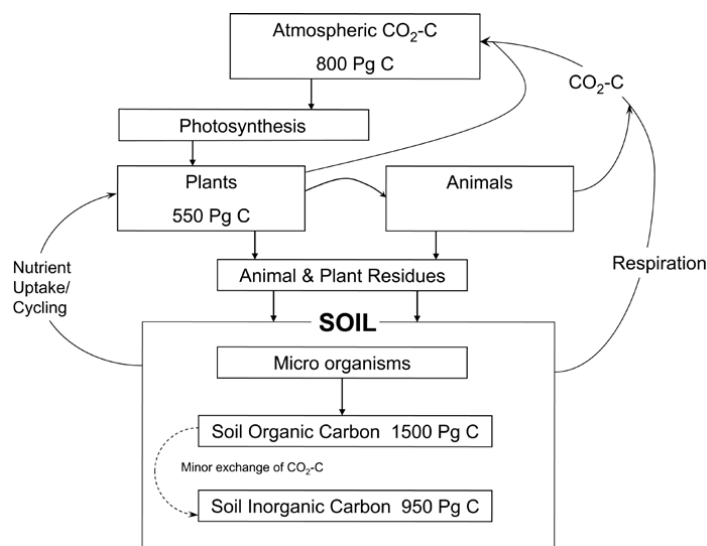 Atmospheric CO₂-C
800 Pg C
CO₂-C
Photosynthesis
Plants
550 Pg C
Animals
Nutrient
Uptake/
Cycling
Animal & Plant Residues
Respiration
SOIL
Micro organisms
Soil Organic Carbon 1500 Pg C
Minor exchange of CO₂-C
Soil Inorganic Carbon 950 Pg C